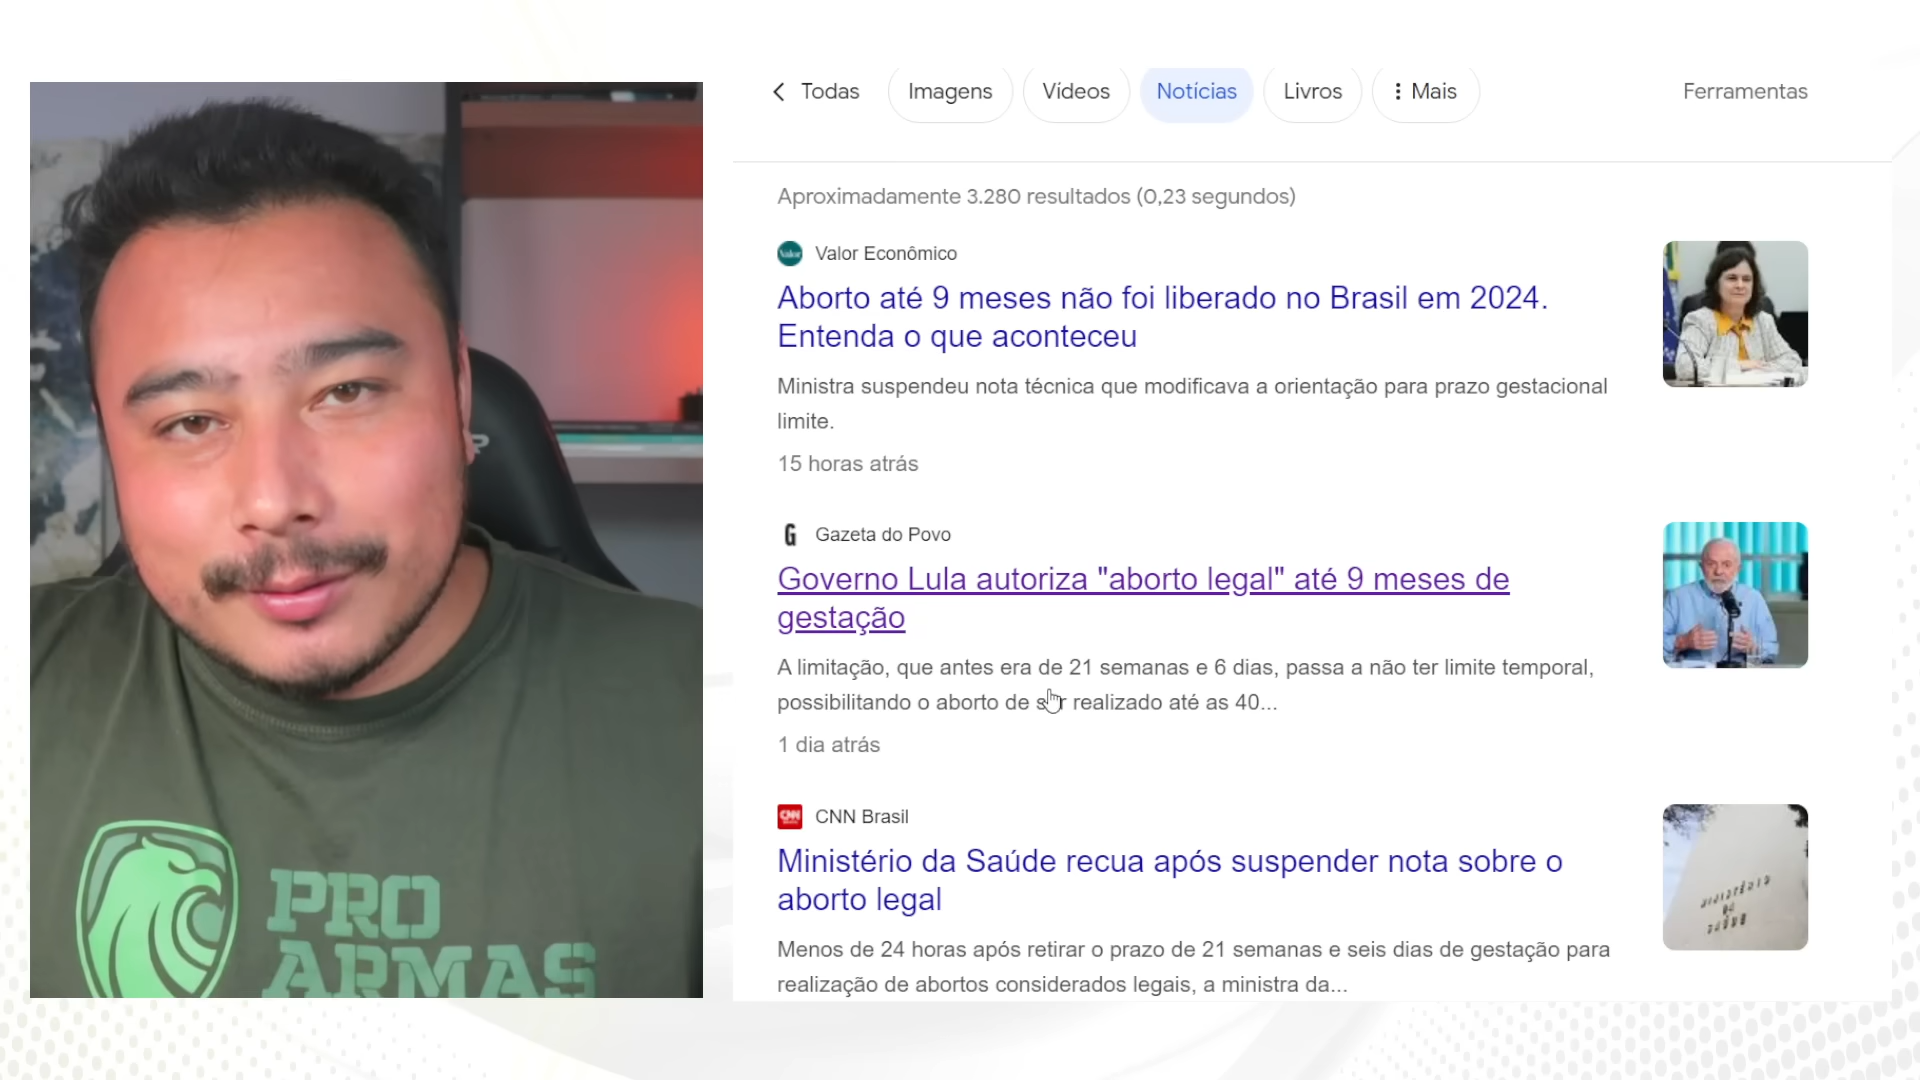 Todas
Imagens
Vídeos
Notícias
Livros
Mais
Ferramentas
Aproximadamente 3.280 resultados (0,23 segundos)
Valor
Valor Econômico
Aborto até 9 meses não foi liberado no Brasil em 2024.
Entenda o que aconteceu
Ministra suspendeu nota técnica que modificava a orientação para prazo gestacional
limite.
15 horas atrás
G
Gazeta do Povo
Governo Lula autoriza "aborto legal" até 9 meses de
gestação
A limitação, que antes era de 21 semanas e 6 dias, passa a não ter limite temporal,
possibilitando o aborto de ser realizado até as 40...
1 dia atrás
CNN
CNN Brasil
Ministério da Saúde recua após suspender nota sobre o
aborto legal
Menos de 24 horas após retirar o prazo de 21 semanas e seis dias de gestação para
realização de abortos considerados legais, a ministra da...
MINISTÉRIO
DA
SAÚDE
PRO
ARMAS